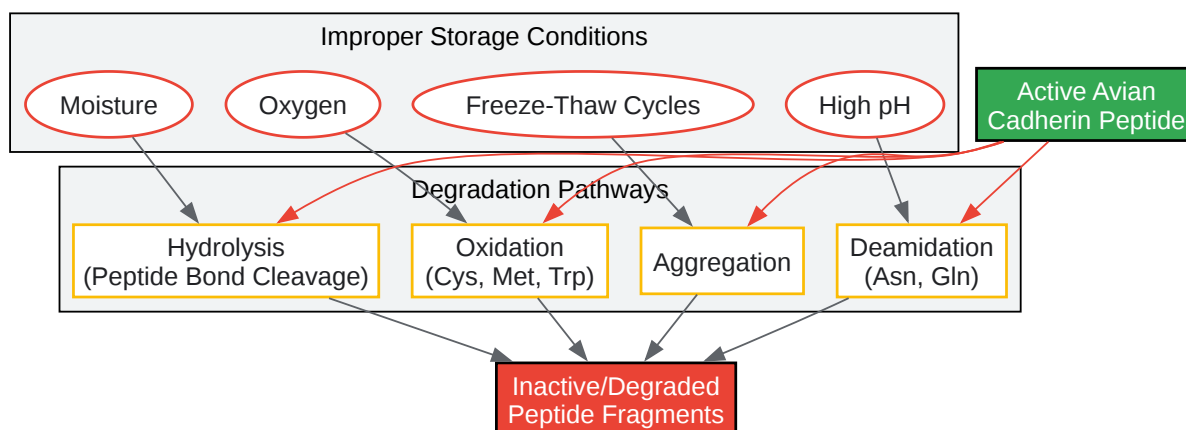 Improper Storage Conditions
Moisture
Oxygen
Freeze-Thaw Cycles
High pH
Active Avian
Cadherin Peptide
Degradation Pathways
Hydrolysis
(Peptide Bond Cleavage)
Oxidation
(Cys, Met, Trp)
Aggregation
Deamidation
(Asn, Gln)
Inactive/Degraded
Peptide Fragments